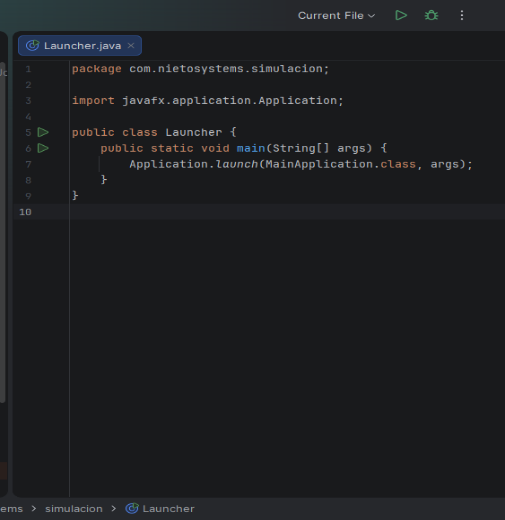 Current File
Launcher.java
1 package com.nietosystems.simulacion;
2
3 import javafx.application.Application;
4
5 public class Launcher {
6 public static void main(String[] args) {
7 Application.launch(MainApplication.class, args);
8 }
9 }
10
ems > simulacion > Launcher